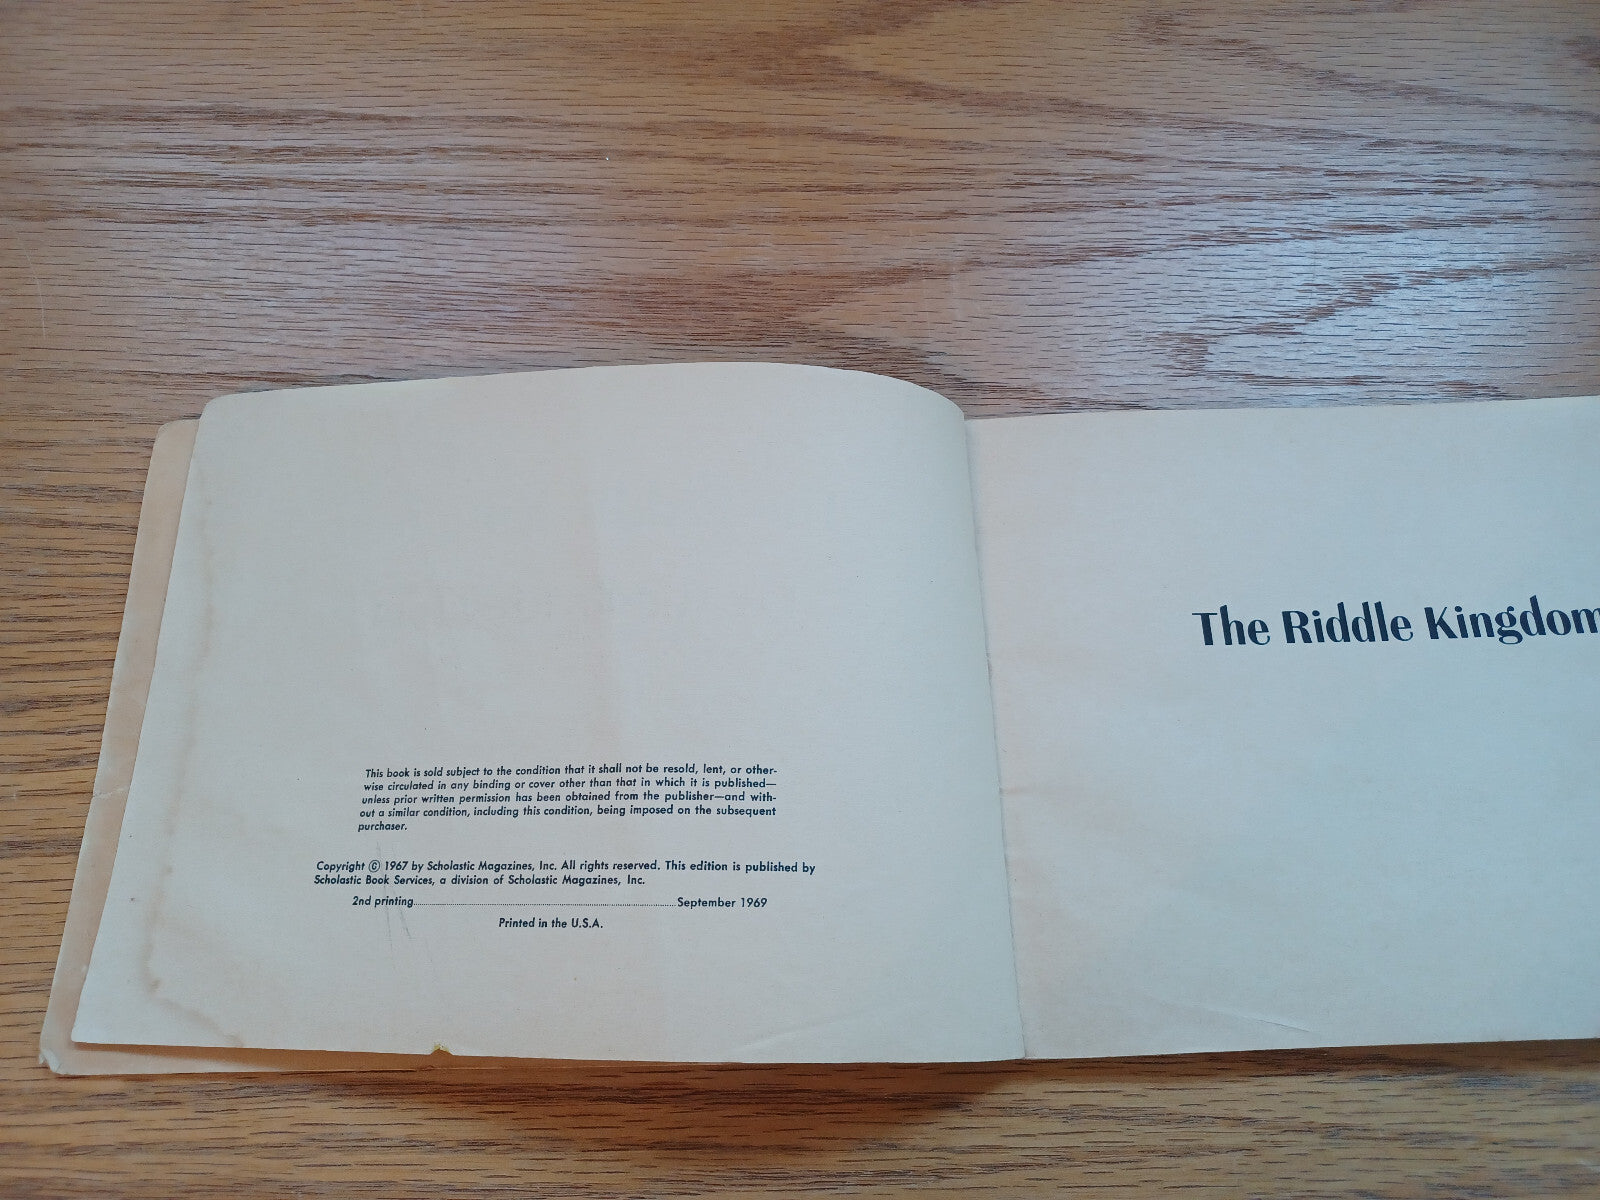 This book is sold subject to the condition that it shall not be resold, lent, or other-
wise circulated in any binding or cover other than that in which it is published—
unless prior written permission has been obtained from the publisher—and with-
out a similar condition, including this condition, being imposed on the subsequent
purchaser.
Copyright © 1967 by Scholastic Magazines, Inc. All rights reserved. This edition is published by
Scholastic Book Services, a division of Scholastic Magazines, Inc.
2nd printing....................................................................................September 1969
Printed in the U.S.A.
The Riddle Kingdom